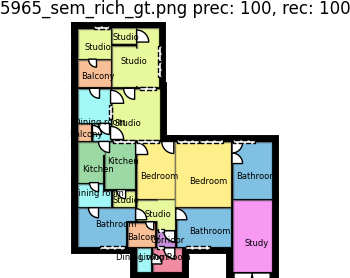 5965_sem_rich_gt.png prec: 100, rec: 100
Studio
Studio
Studio
Balcony
Dining room
Studio
Balcony
Kitchen
Kitchen
Bedroom
Bedroom
Bathroom
Dining room
Studio
Studio
Bathroom
Balcony
Corridor
Bathroom
Study
Dining room
Living Room